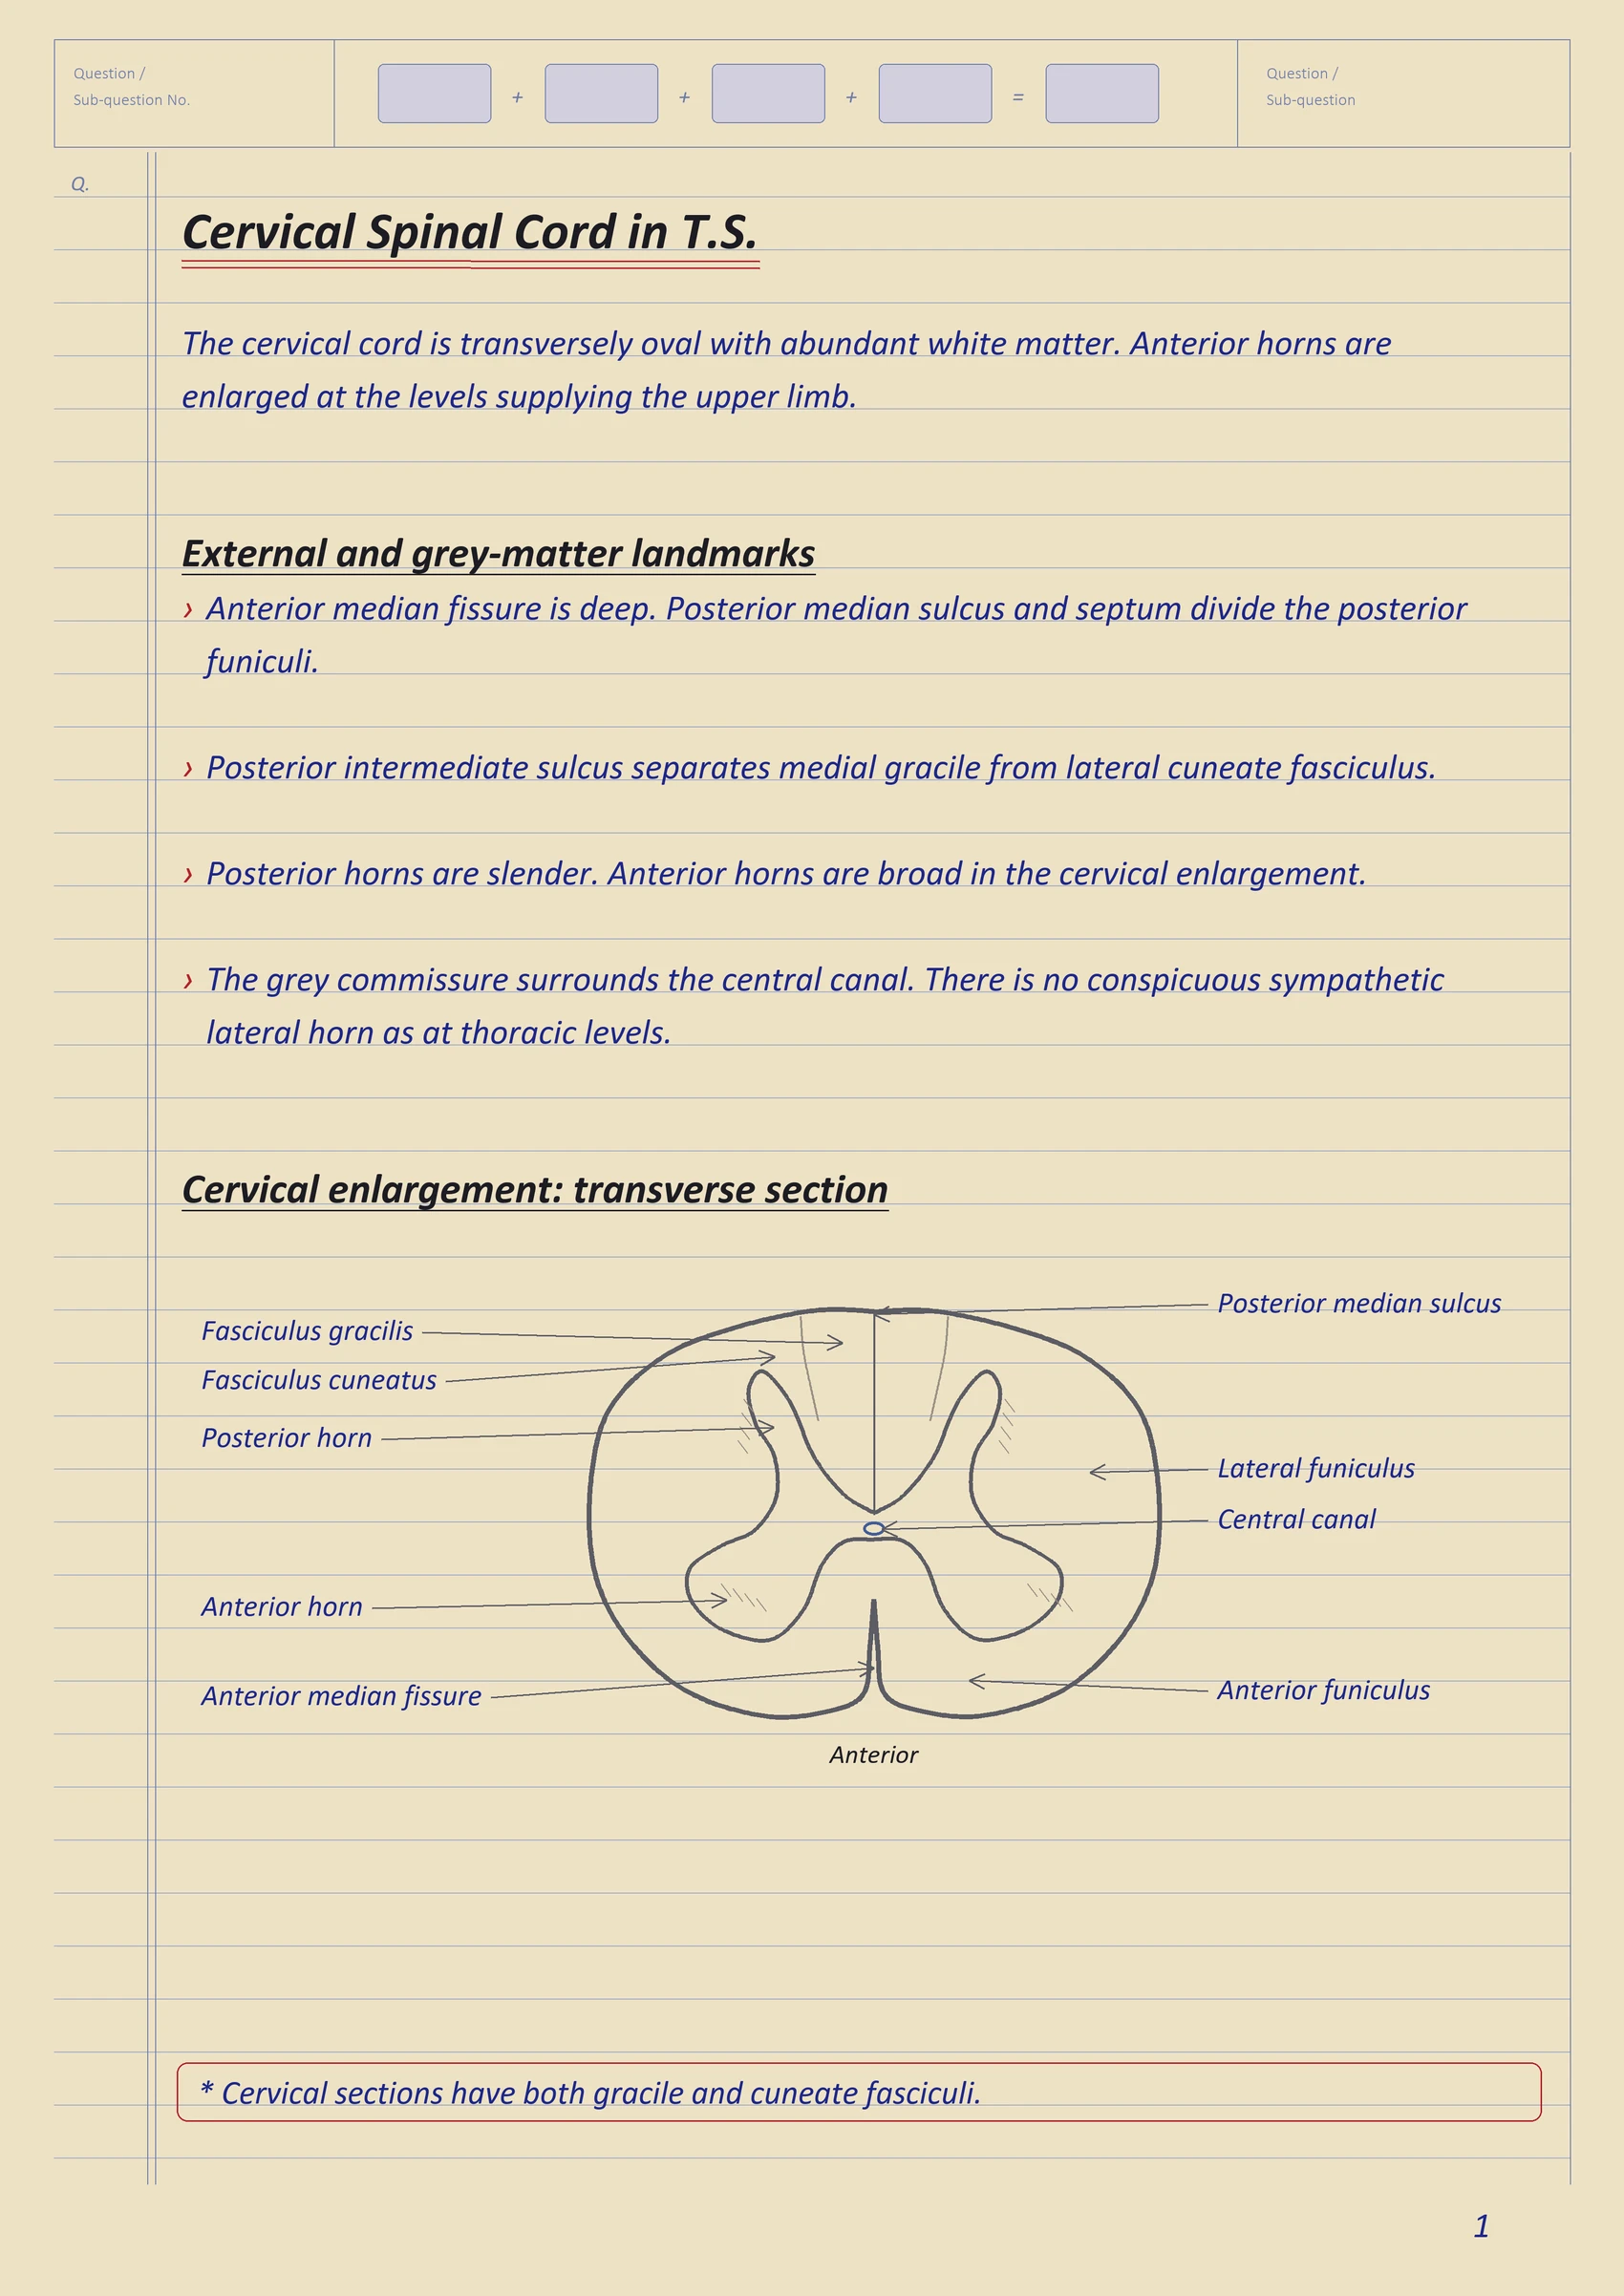 Question /
Sub-question No.
+ + + =
Question /
Sub-question
Q.
Cervical Spinal Cord in T.S.
The cervical cord is transversely oval with abundant white matter. Anterior horns are
enlarged at the levels supplying the upper limb.
External and grey-matter landmarks
› Anterior median fissure is deep. Posterior median sulcus and septum divide the posterior
funiculi.
› Posterior intermediate sulcus separates medial gracile from lateral cuneate fasciculus.
› Posterior horns are slender. Anterior horns are broad in the cervical enlargement.
› The grey commissure surrounds the central canal. There is no conspicuous sympathetic
lateral horn as at thoracic levels.
Cervical enlargement: transverse section
Posterior median sulcus
Fasciculus gracilis
Fasciculus cuneatus
Posterior horn
Lateral funiculus
Central canal
Anterior horn
Anterior median fissure
Anterior funiculus
Anterior
* Cervical sections have both gracile and cuneate fasciculi.
1